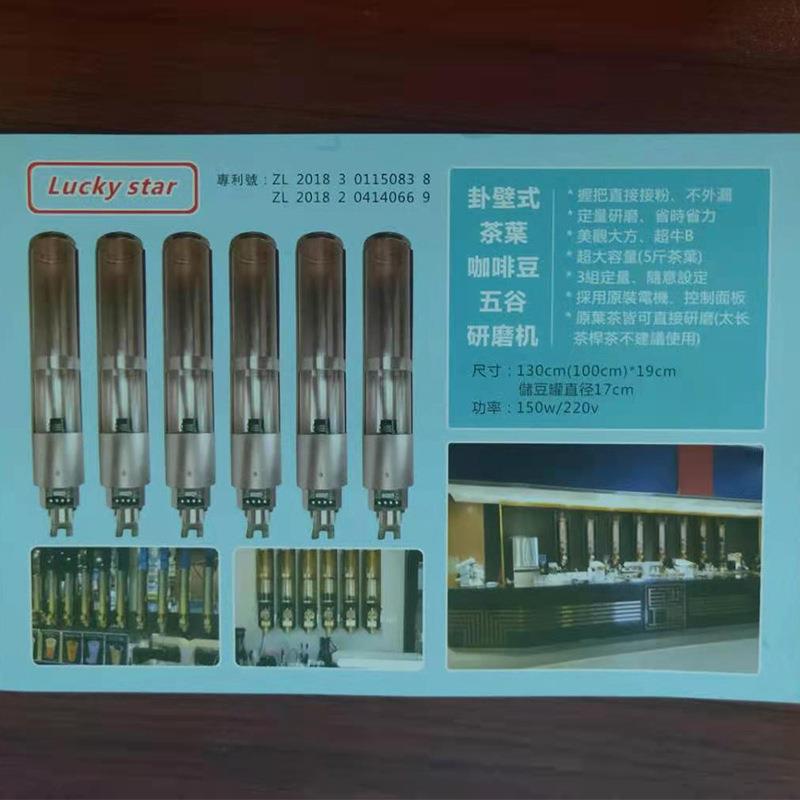 Lucky star
專利號：ZL 2018 3 0115083 8
ZL 2018 2 0414066 9
卦壁式
茶葉
咖啡豆
五谷
研磨机
*握把直接接粉、不外漏
*定量研磨、省時省力
*美觀大方、超牛B
*超大容量(5斤茶葉)
*3組定量、隨意設定
*採用原裝電機、控制面板
*原葉茶皆可直接研磨(太长
茶桿茶不建議使用)
尺寸：130cm(100cm)*19cm
儲豆罐直径17cm
功率：150w/220v